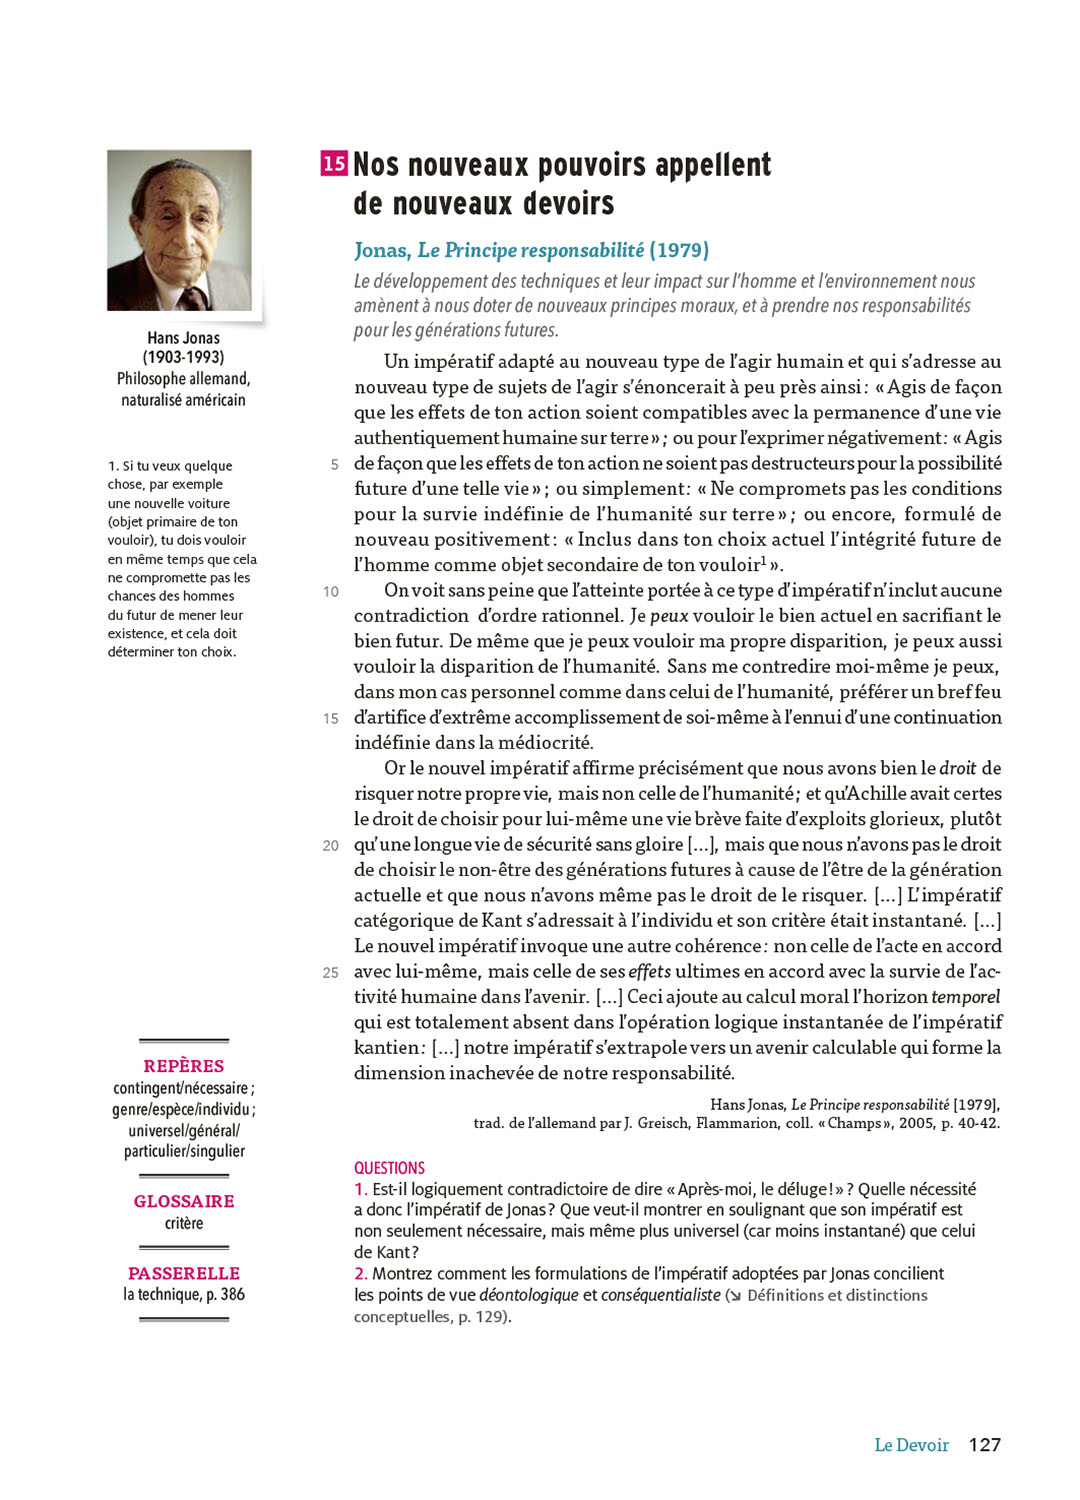 15 Nos nouveaux pouvoirs appellent
de nouveaux devoirs
Jonas, Le Principe responsabilité (1979)
Le développement des techniques et leur impact sur l'homme et l'environnement nous
amènent à nous doter de nouveaux principes moraux, et à prendre nos responsabilités
pour les générations futures.
Hans Jonas
(1903-1993)
Philosophe allemand,
naturalisé américain
1. Si tu veux quelque
chose, par exemple
une nouvelle voiture
(objet primaire de ton
vouloir), tu dois vouloir
en même temps que cela
ne compromette pas les
chances des hommes
du futur de mener leur
existence, et cela doit
déterminer ton choix.
Un impératif adapté au nouveau type de l'agir humain et qui s'adresse au
nouveau type de sujets de l'agir s'énoncerait à peu près ainsi : « Agis de façon
que les effets de ton action soient compatibles avec la permanence d'une vie
authentiquement humaine sur terre » ; ou pour l'exprimer négativement : « Agis
5 de façon que les effets de ton action ne soient pas destructeurs pour la possibilité
future d'une telle vie » ; ou simplement : « Ne compromets pas les conditions
pour la survie indéfinie de l'humanité sur terre » ; ou encore, formulé de
nouveau positivement : « Inclus dans ton choix actuel l'intégrité future de
l'homme comme objet secondaire de ton vouloir¹ ».
10 On voit sans peine que l'atteinte portée à ce type d'impératif n'inclut aucune
contradiction d'ordre rationnel. Je peux vouloir le bien actuel en sacrifiant le
bien futur. De même que je peux vouloir ma propre disparition, je peux aussi
vouloir la disparition de l'humanité. Sans me contredire moi-même je peux,
dans mon cas personnel comme dans celui de l'humanité, préférer un bref feu
15 d'artifice d'extrême accomplissement de soi-même à l'ennui d'une continuation
indéfinie dans la médiocrité.
Or le nouvel impératif affirme précisément que nous avons bien le droit de
risquer notre propre vie, mais non celle de l'humanité ; et qu'Achille avait certes
le droit de choisir pour lui-même une vie brève faite d'exploits glorieux, plutôt
20 qu'une longue vie de sécurité sans gloire [...], mais que nous n'avons pas le droit
de choisir le non-être des générations futures à cause de l'être de la génération
actuelle et que nous n'avons même pas le droit de le risquer. [...] L'impératif
catégorique de Kant s'adressait à l'individu et son critère était instantané. [...]
Le nouvel impératif invoque une autre cohérence : non celle de l'acte en accord
25 avec lui-même, mais celle de ses effets ultimes en accord avec la survie de l'ac-
tivité humaine dans l'avenir. [...] Ceci ajoute au calcul moral l'horizon temporel
qui est totalement absent dans l'opération logique instantanée de l'impératif
kantien : [...] notre impératif s'extrapole vers un avenir calculable qui forme la
dimension inachevée de notre responsabilité.
Hans Jonas, Le Principe responsabilité [1979],
trad. de l'allemand par J. Greisch, Flammarion, coll. « Champs », 2005, p. 40-42.
REPÈRES
contingent/nécessaire ;
genre/espèce/individu ;
universel/général/
particulier/singulier
GLOSSAIRE
critère
PASSERELLE
la technique, p. 386
QUESTIONS
1. Est-il logiquement contradictoire de dire « Après-moi, le déluge ! » ? Quelle nécessité
a donc l'impératif de Jonas ? Que veut-il montrer en soulignant que son impératif est
non seulement nécessaire, mais même plus universel (car moins instantané) que celui
de Kant ?
2. Montrez comment les formulations de l'impératif adoptées par Jonas concilient
les points de vue déontologique et conséquentialiste (↘ Définitions et distinctions
conceptuelles, p. 129).
Le Devoir 127